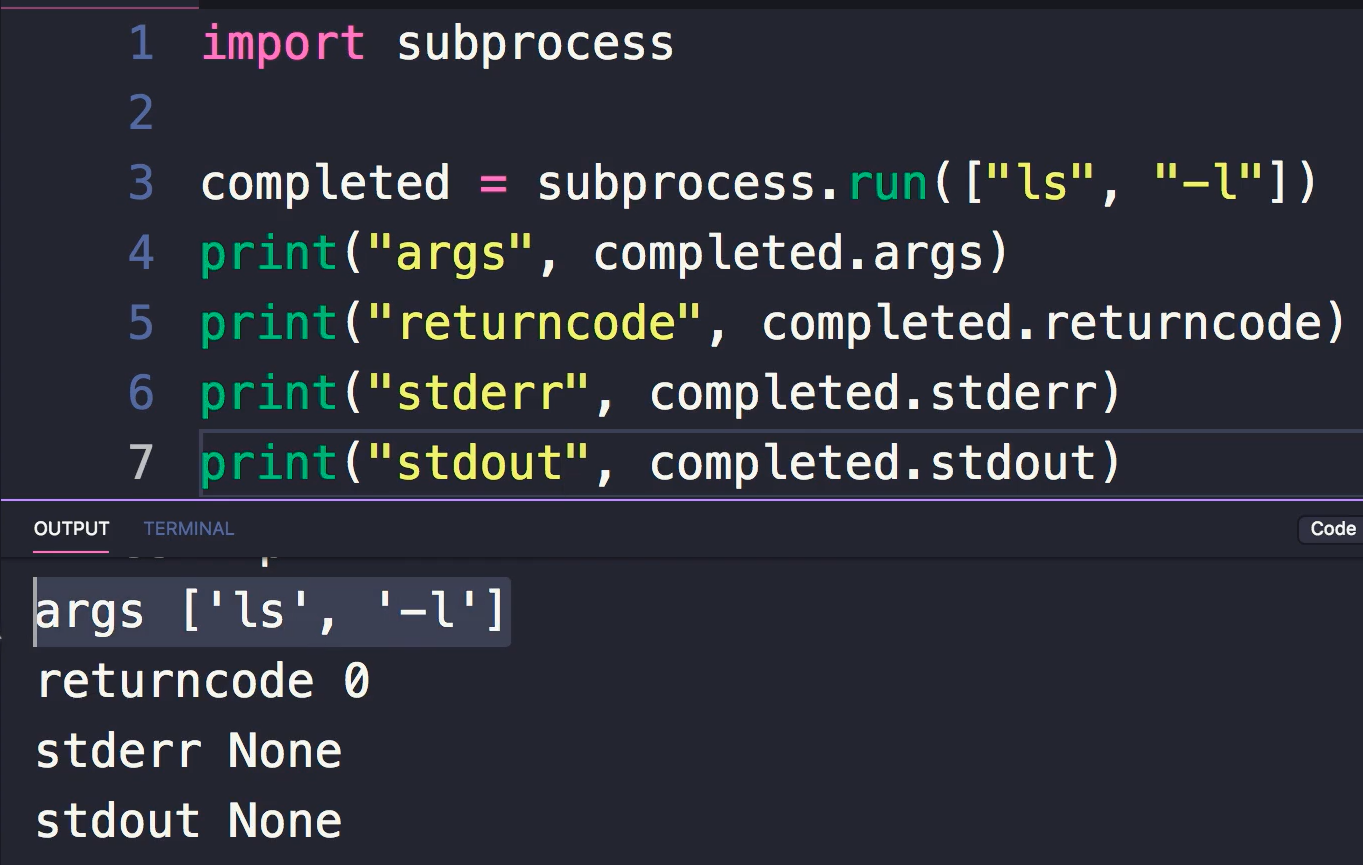 1 import subprocess
2
3 completed = subprocess.run(["ls", "-l"])
4 print("args", completed.args)
5 print("returncode", completed.returncode)
6 print("stderr", completed.stderr)
7 print("stdout", completed.stdout)
OUTPUT TERMINAL Code
args ['ls', '-l']
returncode 0
stderr None
stdout None